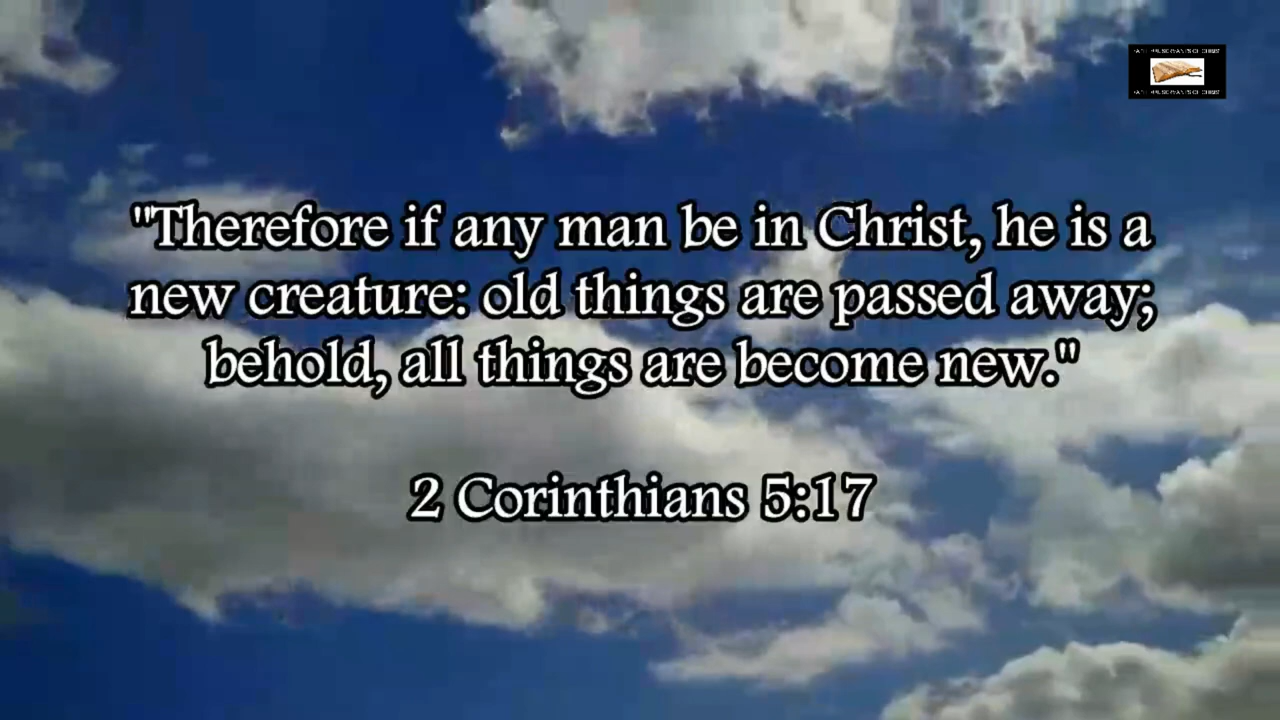 "Therefore if any man be in Christ, he is a
new creature: old things are passed away;
behold, all things are become new."
2 Corinthians 5:17